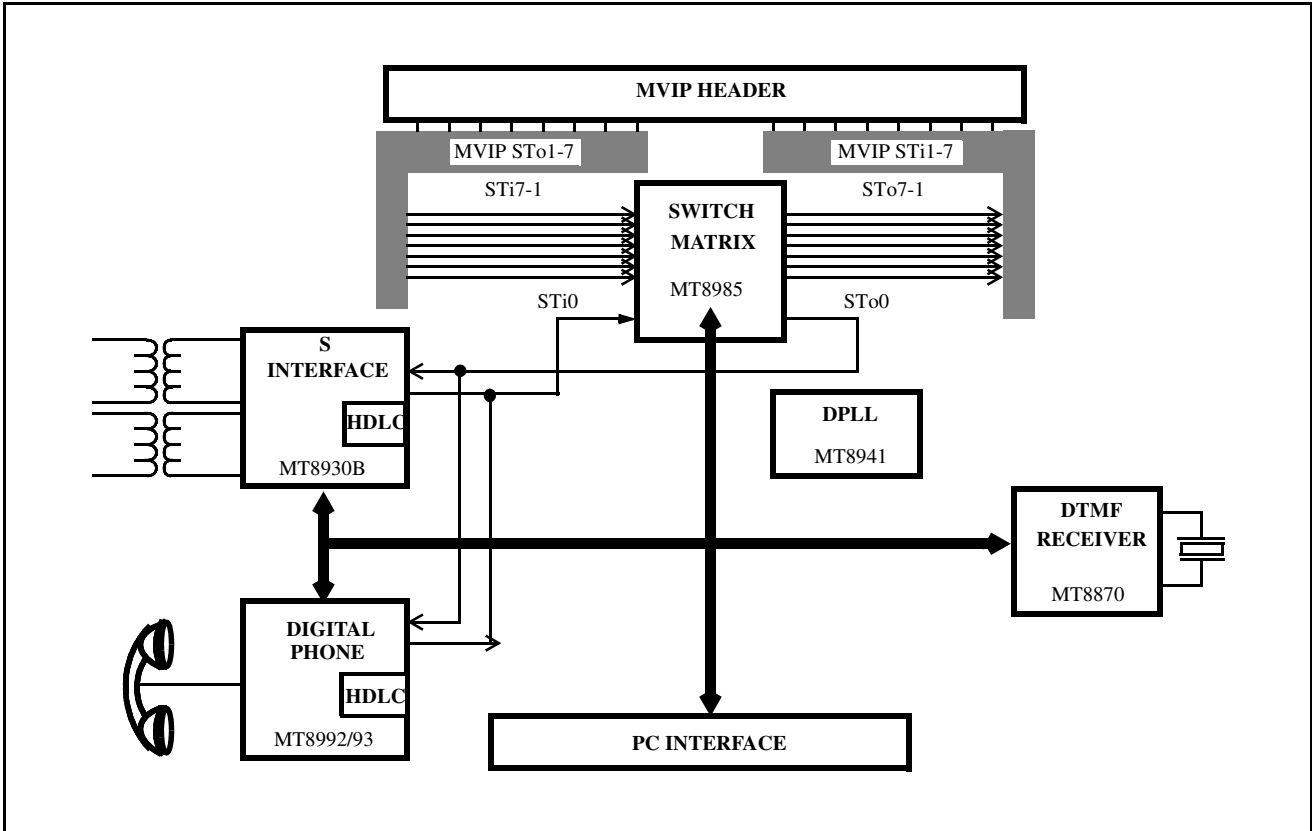 MVIP HEADER
MVIP STo1-7
MVIP STi1-7
STi7-1
STo7-1
SWITCH
MATRIX
MT8985
STi0
STo0
S
INTERFACE
HDLC
MT8930B
DPLL
MT8941
DTMF
RECEIVER
MT8870
DIGITAL
PHONE
HDLC
MT8992/93
PC INTERFACE